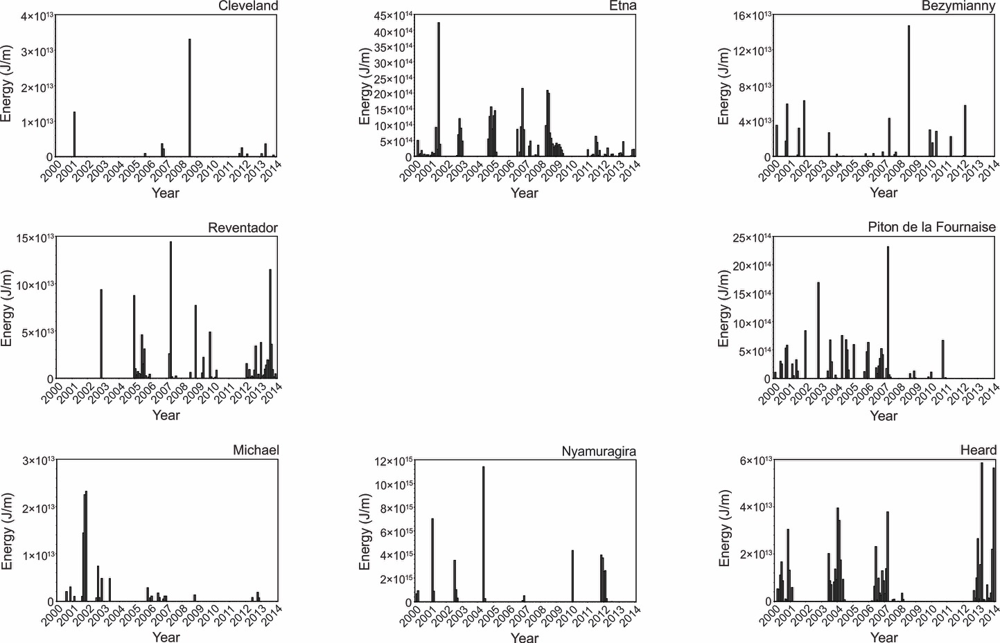 Cleveland
4×10¹³
3×10¹³
2×10¹³
1×10¹³
0
Energy (J/m)
2000 2001 2002 2003 2004 2005 2006 2007 2008 2009 2010 2011 2012 2013 2014
Year
Etna
45×10¹⁴
40×10¹⁴
35×10¹⁴
30×10¹⁴
25×10¹⁴
20×10¹⁴
15×10¹⁴
10×10¹⁴
5×10¹⁴
0
Energy (J/m)
2000 2001 2002 2003 2004 2005 2006 2007 2008 2009 2010 2011 2012 2013 2014
Year
Bezymianny
16×10¹³
12×10¹³
8×10¹³
4×10¹³
0
Energy (J/m)
2000 2001 2002 2003 2004 2005 2006 2007 2008 2009 2010 2011 2012 2013 2014
Year
Reventador
15×10¹³
10×10¹³
5×10¹³
0
Energy (J/m)
2000 2001 2002 2003 2004 2005 2006 2007 2008 2009 2010 2011 2012 2013 2014
Year
Piton de la Fournaise
25×10¹⁴
20×10¹⁴
15×10¹⁴
10×10¹⁴
5×10¹⁴
0
Energy (J/m)
2000 2001 2002 2003 2004 2005 2006 2007 2008 2009 2010 2011 2012 2013 2014
Year
Michael
3×10¹³
2×10¹³
1×10¹³
0
Energy (J/m)
2000 2001 2002 2003 2004 2005 2006 2007 2008 2009 2010 2011 2012 2013 2014
Year
Nyamuragira
12×10¹⁵
10×10¹⁵
8×10¹⁵
6×10¹⁵
4×10¹⁵
2×10¹⁵
0
Energy (J/m)
2000 2001 2002 2003 2004 2005 2006 2007 2008 2009 2010 2011 2012 2013 2014
Year
Heard
6×10¹³
4×10¹³
2×10¹³
0
Energy (J/m)
2000 2001 2002 2003 2004 2005 2006 2007 2008 2009 2010 2011 2012 2013 2014
Year